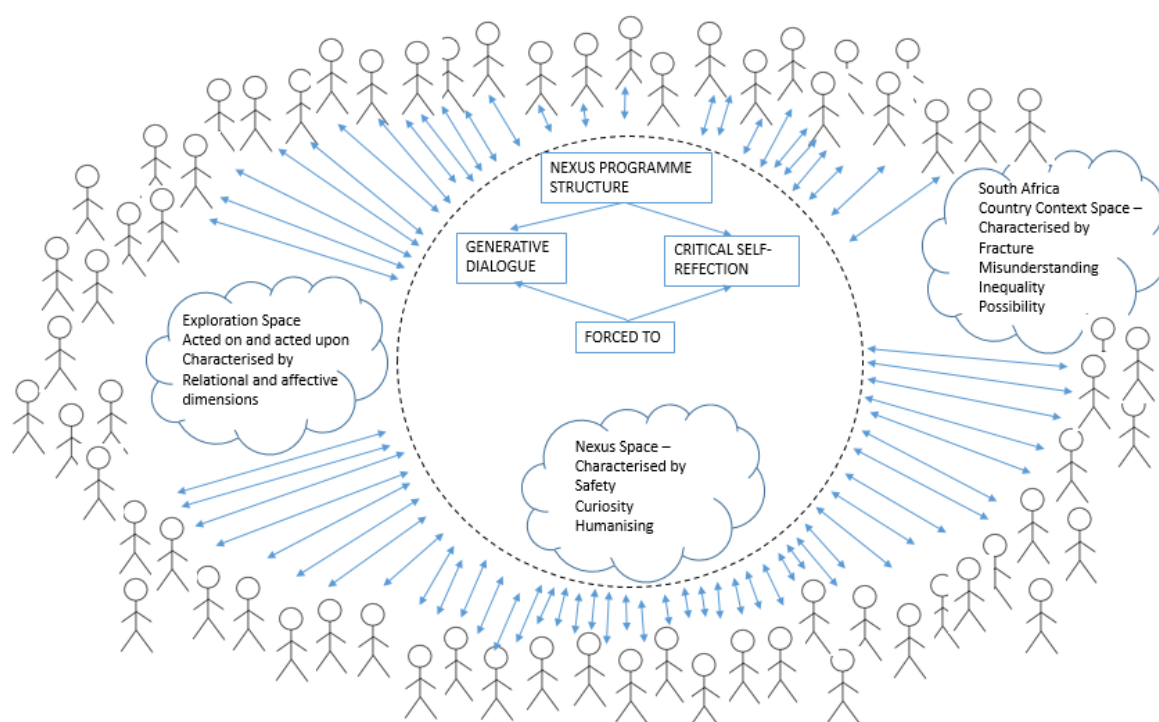 NEXUS PROGRAMME
STRUCTURE
GENERATIVE
DIALOGUE
CRITICAL SELF-
REFECTION
FORCED TO
South Africa
Country Context Space –
Characterised by
Fracture
Misunderstanding
Inequality
Possibility
Exploration Space
Acted on and acted upon
Characterised by
Relational and affective
dimensions
Nexus Space –
Characterised by
Safety
Curiosity
Humanising